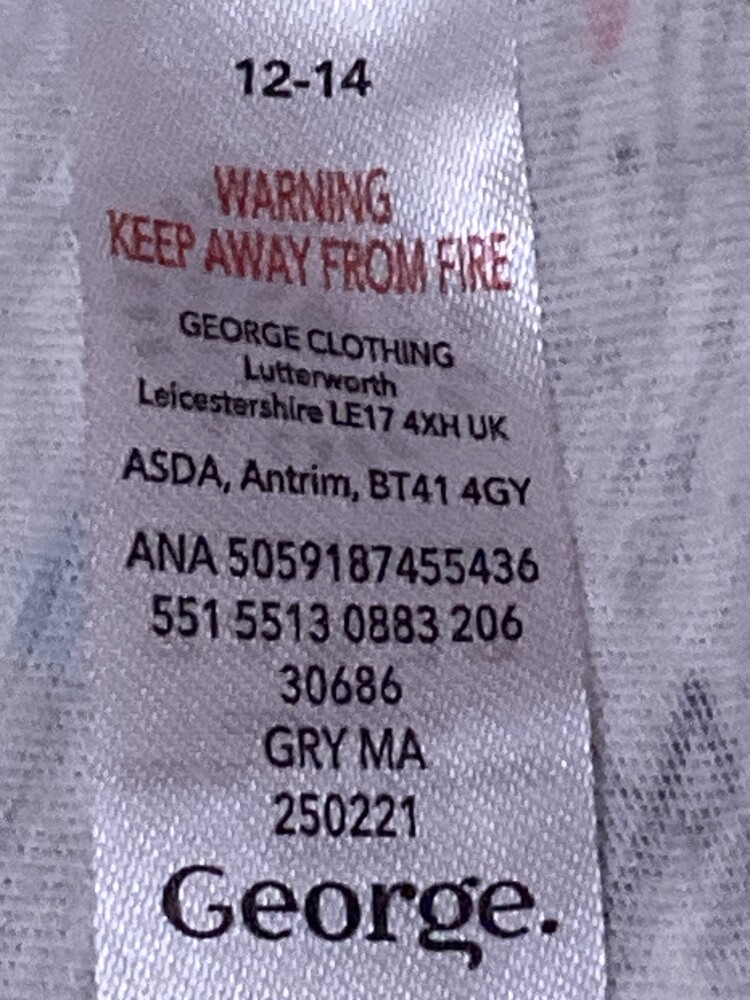 12-14
WARNING
KEEP AWAY FROM FIRE
GEORGE CLOTHING
Lutterworth
Leicestershire LE17 4XH UK
ASDA, Antrim, BT41 4GY
ANA 5059187455436
551 5513 0883 206
30686
GRY MA
250221
George.